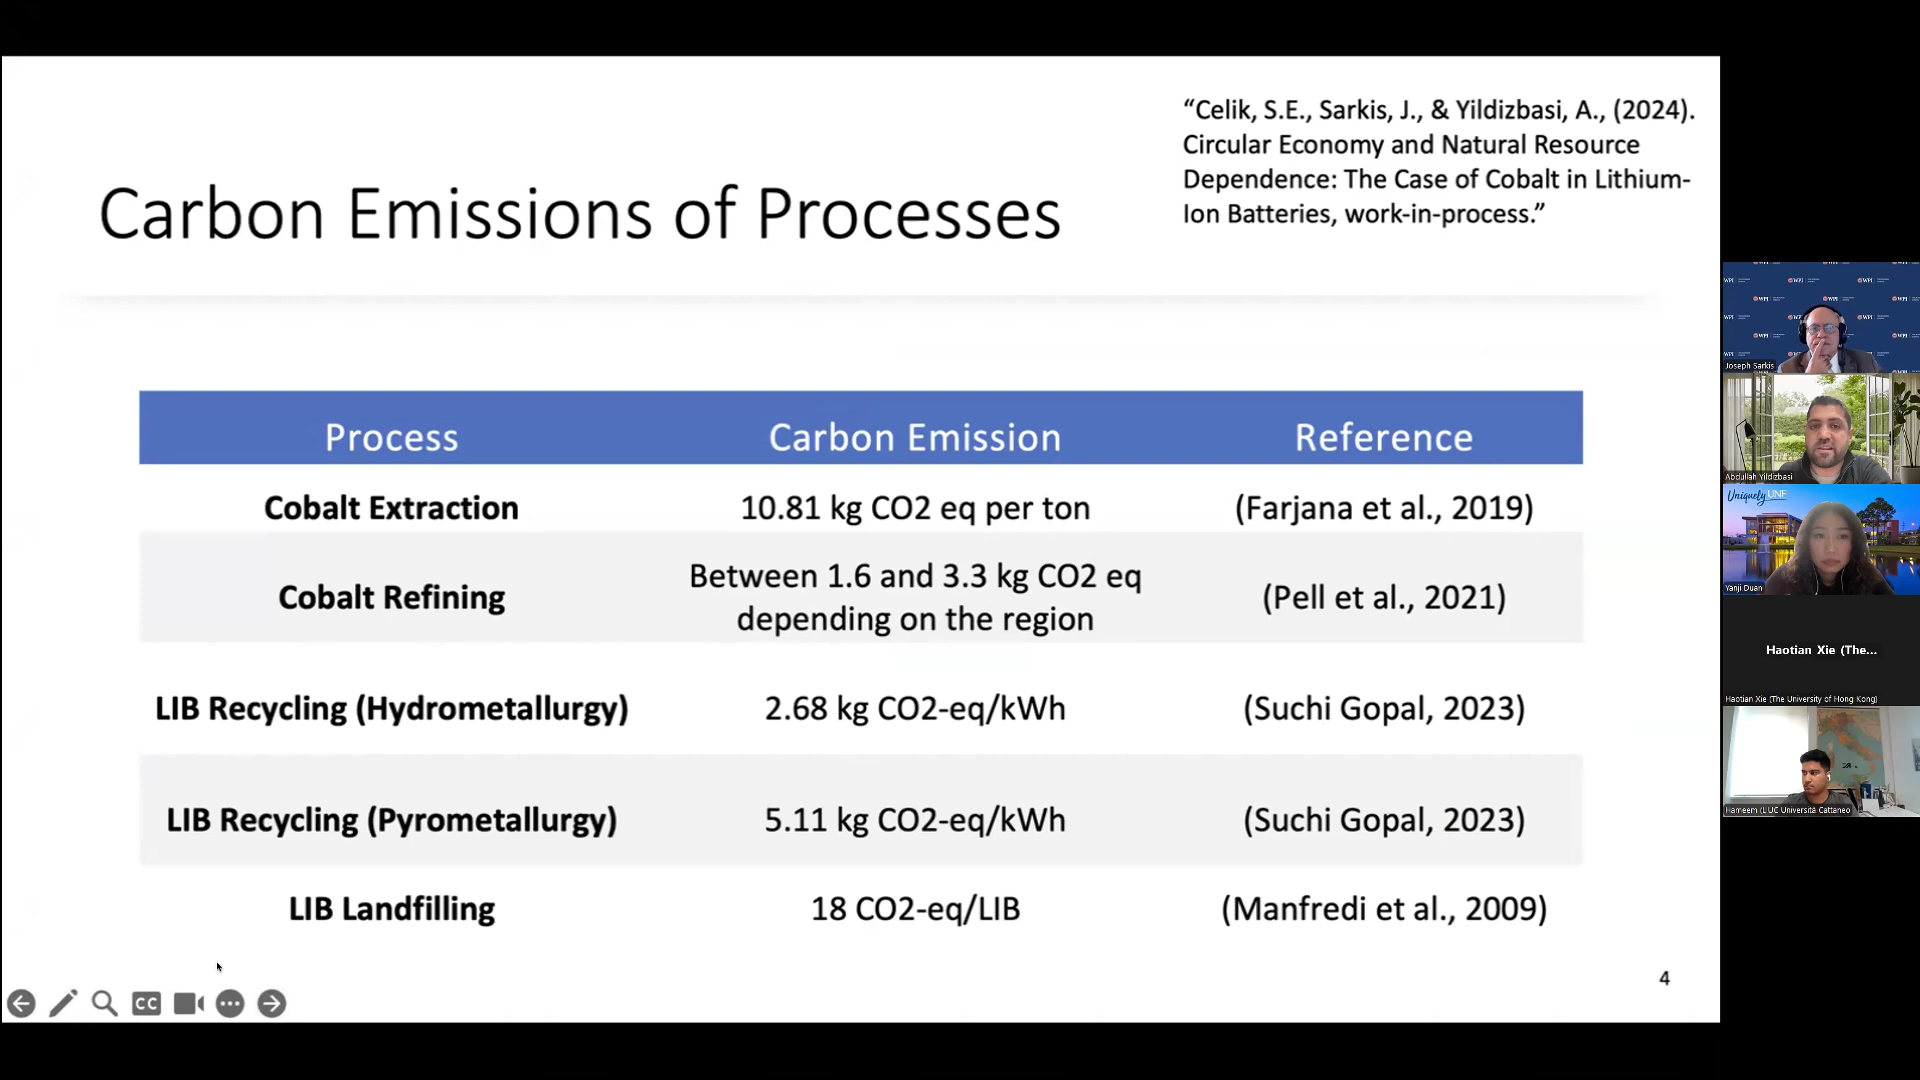 “Celik, S.E., Sarkis, J., & Yildizbasi, A., (2024).
Circular Economy and Natural Resource
Dependence: The Case of Cobalt in Lithium-
Ion Batteries, work-in-process.”
Carbon Emissions of Processes
Process Carbon Emission Reference
Cobalt Extraction 10.81 kg CO2 eq per ton (Farjana et al., 2019)
Cobalt Refining Between 1.6 and 3.3 kg CO2 eq depending on the region (Pell et al., 2021)
LIB Recycling (Hydrometallurgy) 2.68 kg CO2-eq/kWh (Suchi Gopal, 2023)
LIB Recycling (Pyrometallurgy) 5.11 kg CO2-eq/kWh (Suchi Gopal, 2023)
LIB Landfilling 18 CO2-eq/LIB (Manfredi et al., 2009)
4
CC
WPI
Joseph Sarkis
Abdullah Yildizbasi
Uniquely UNF
Yanji Duan
Haotian Xie (The...
Haotian Xie (The University of Hong Kong)
Hameem (LIUC Università Cattaneo